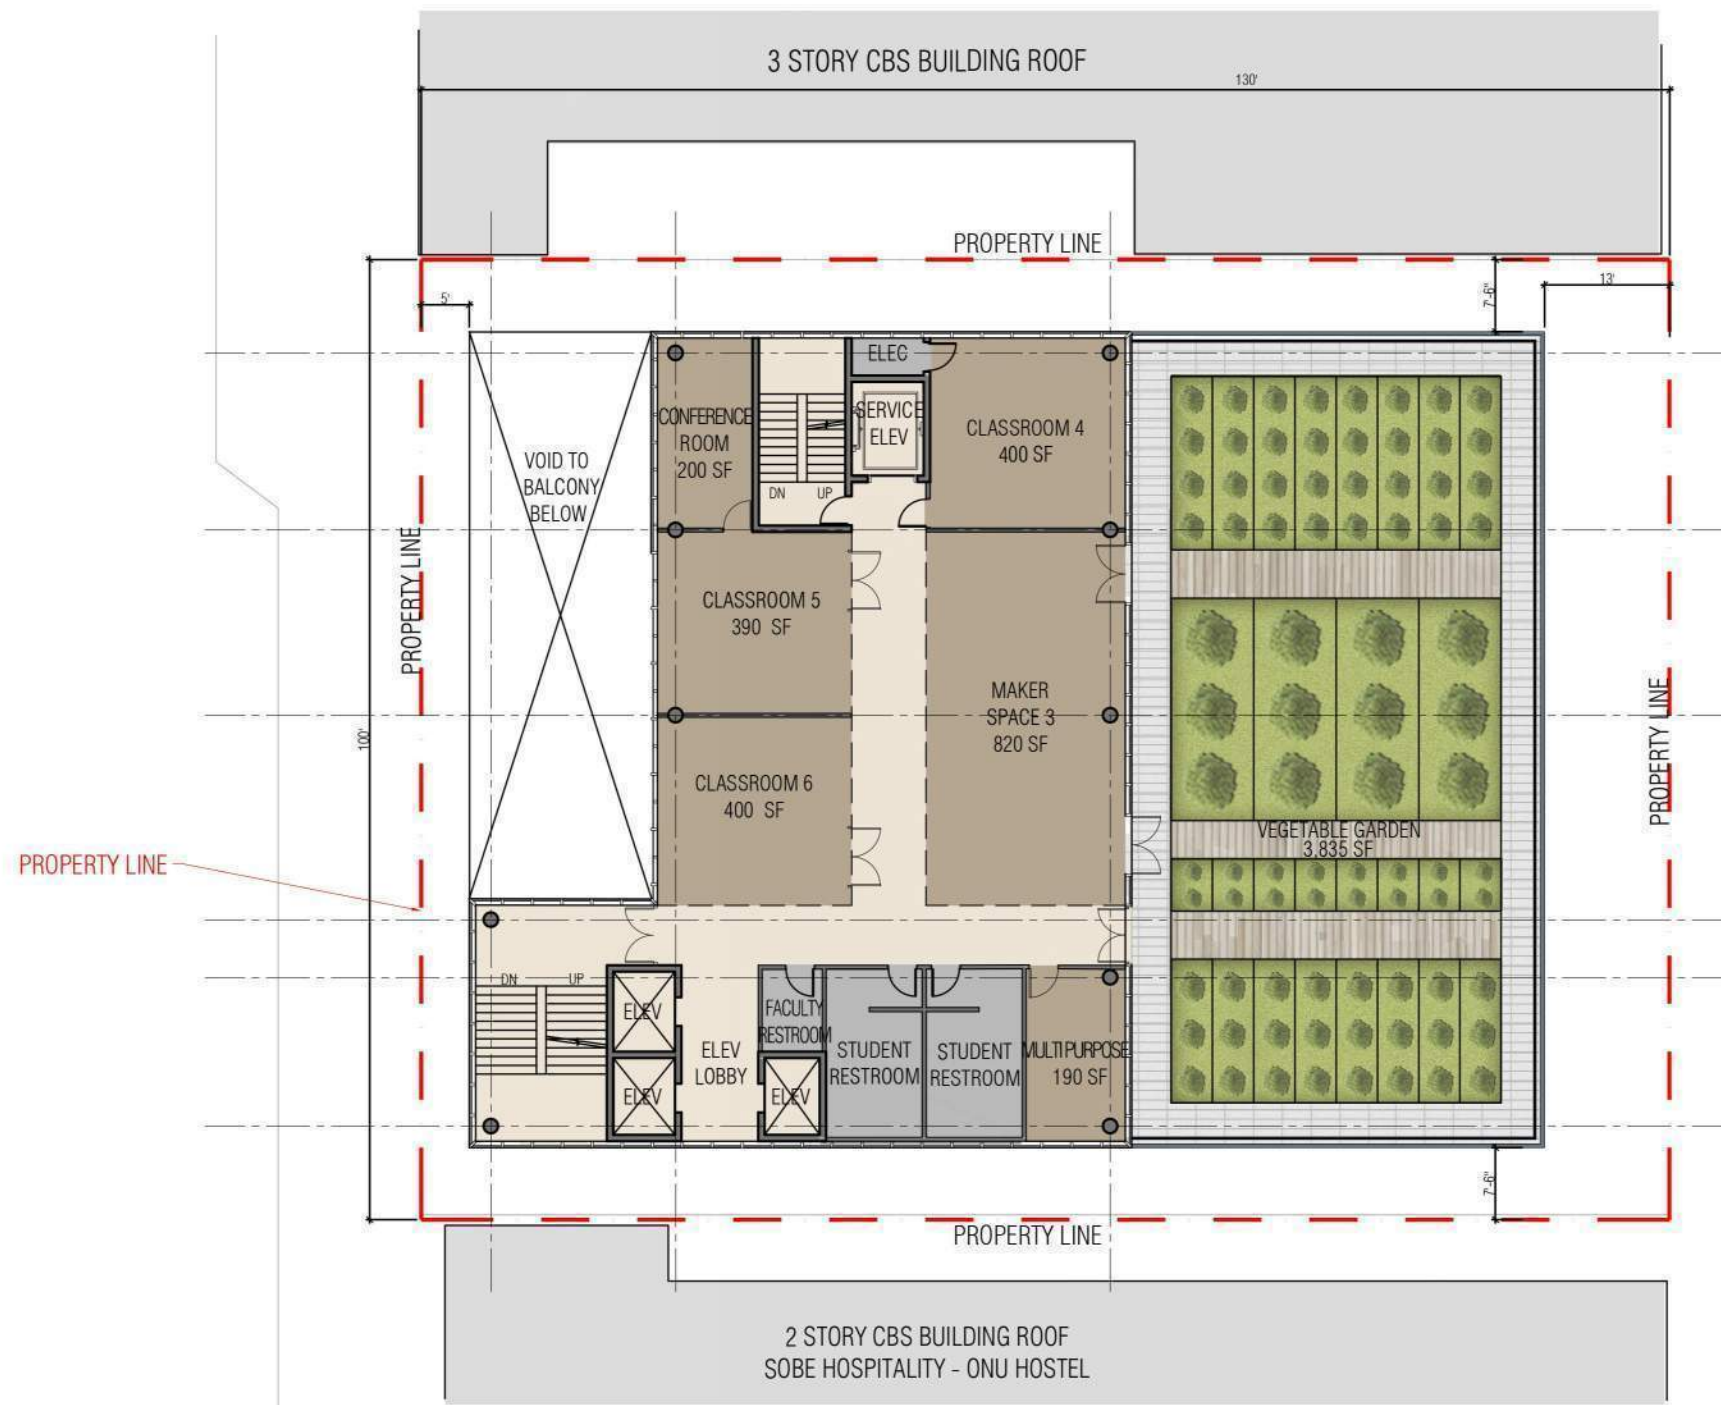 3 STORY CBS BUILDING ROOF
130'
PROPERTY LINE
5'
7'-6"
13'
ELEC
CONFERENCE
ROOM
200 SF
SERVICE
ELEV
CLASSROOM 4
400 SF
VOID TO
BALCONY
BELOW
DN
UP
PROPERTY LINE
CLASSROOM 5
390 SF
MAKER
SPACE 3
820 SF
100'
PROPERTY LINE
CLASSROOM 6
400 SF
VEGETABLE GARDEN
3,835 SF
PROPERTY LINE
DN
UP
ELEV
FACULTY
RESTROOM
ELEV
LOBBY
STUDENT
RESTROOM
STUDENT
RESTROOM
MULTIPURPOSE
190 SF
ELEV
ELEV
7'-6"
PROPERTY LINE
2 STORY CBS BUILDING ROOF
SOBE HOSPITALITY - ONU HOSTEL